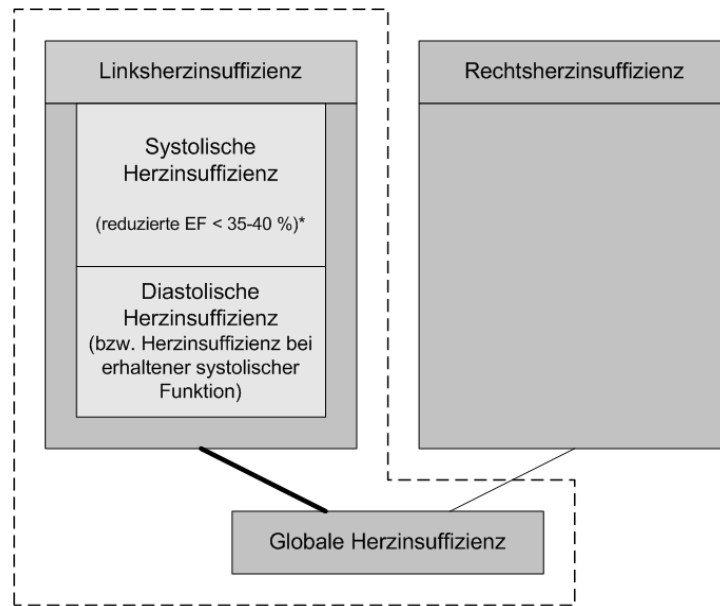 Linksherzinsuffizienz
Rechtsherzinsuffizienz
Systolische
Herzinsuffizienz
(reduzierte EF < 35-40 %)*
Diastolische
Herzinsuffizienz
(bzw. Herzinsuffizienz bei
erhaltener systolischer
Funktion)
Globale Herzinsuffizienz